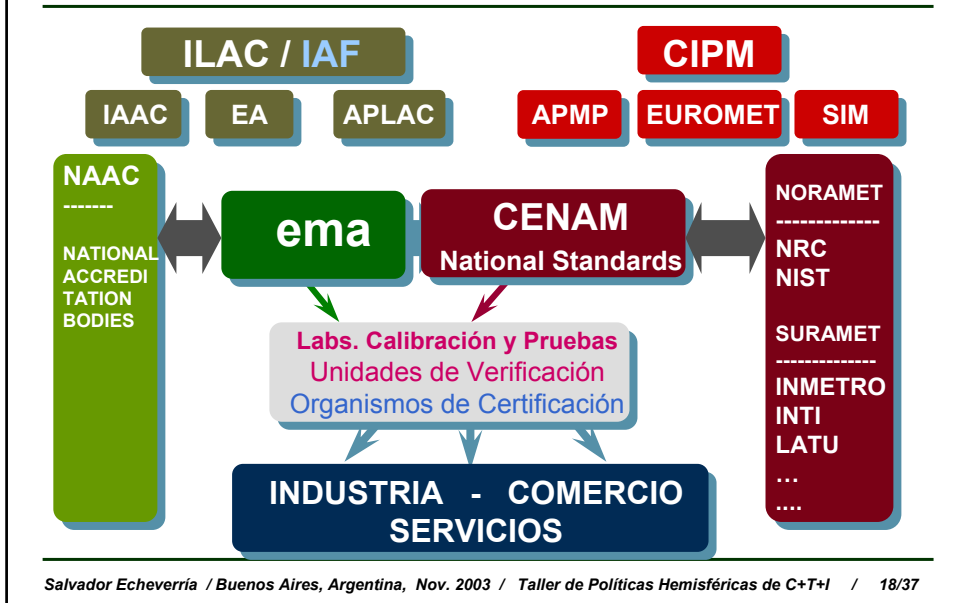 ILAC / IAF
CIPM
IAAC
EA
APLAC
APMP
EUROMET
SIM
NAAC
-------
NATIONAL
ACCREDI
TATION
BODIES
ema
CENAM
National Standards
NORAMET
-------------
NRC
NIST
SURAMET
--------------
INMETRO
INTI
LATU
...
....
Labs. Calibración y Pruebas
Unidades de Verificación
Organismos de Certificación
INDUSTRIA - COMERCIO
SERVICIOS
Salvador Echeverría / Buenos Aires, Argentina, Nov. 2003 / Taller de Políticas Hemisféricas de C+T+I / 18/37